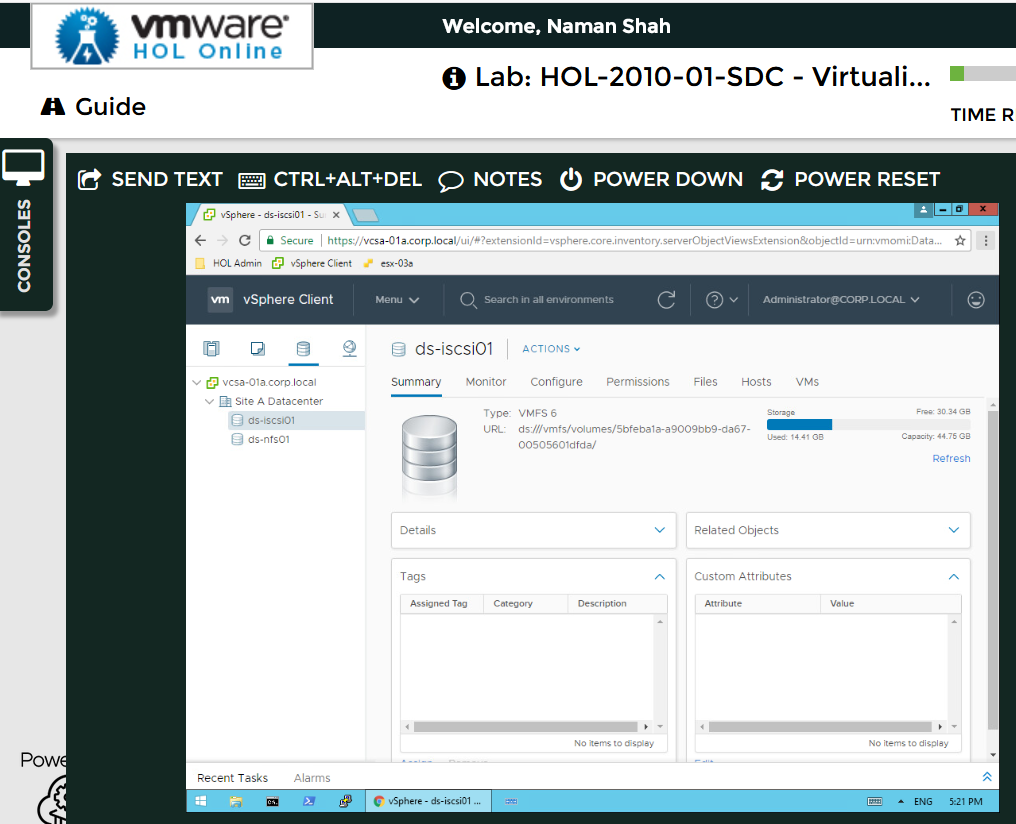 vmware®
HOL Online
Welcome, Naman Shah
Lab: HOL-2010-01-SDC - Virtuali...
Guide
TIME R
CONSOLES
SEND TEXT CTRL+ALT+DEL NOTES POWER DOWN POWER RESET
vSphere - ds-iscsi01 - Su
Secure https://vcsa-01a.corp.local/ui/#?extensionId=vsphere.core.inventory.serverObjectViewsExtension&objectId=urn:vmomi:Data...
HOL Admin vSphere Client esx-03a
vm vSphere Client Menu Search in all environments Administrator@CORP.LOCAL
ds-iscsi01 ACTIONS
Summary Monitor Configure Permissions Files Hosts VMs
vcsa-01a.corp.local
Site A Datacenter
ds-iscsi01
ds-nfs01
Type: VMFS 6
URL: ds:///vmfs/volumes/5bfeba1a-a9009bb9-da67-
00505601dfda/
Storage Free: 30.34 GB
Used: 14.41 GB Capacity: 44.75 GB
Refresh
Details
Related Objects
Tags
Assigned Tag Category Description
No items to display
Custom Attributes
Attribute Value
No items to display
Recent Tasks Alarms
Powe
vSphere - ds-iscsi01 ...
ENG 5:21 PM